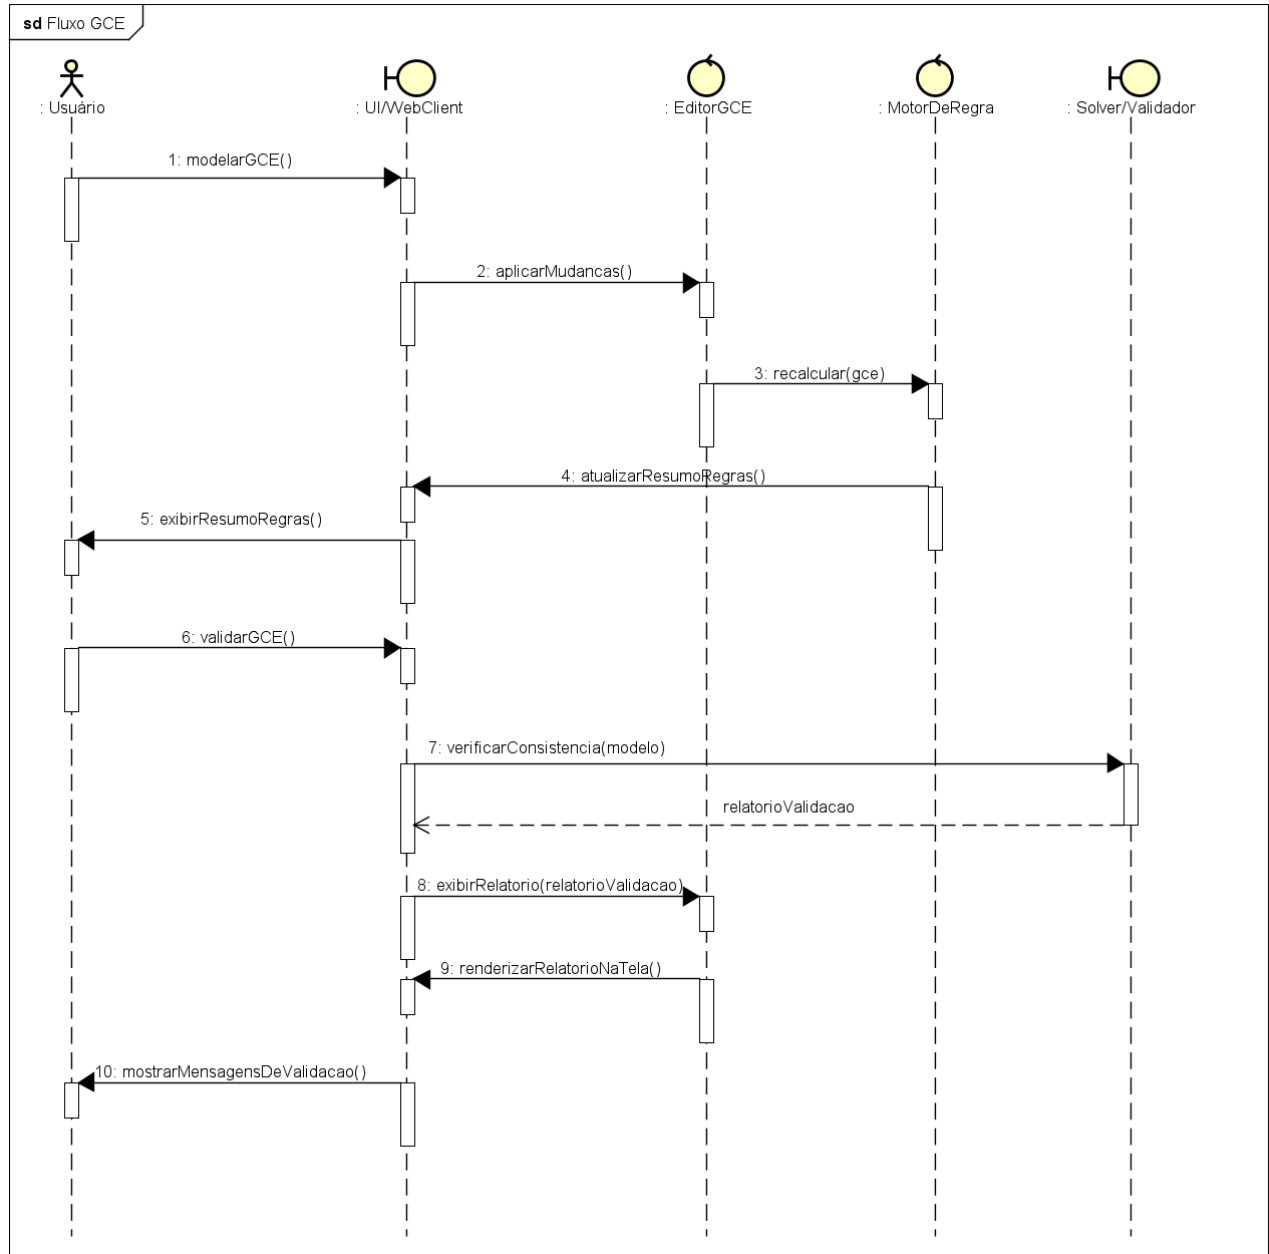 sd Fluxo GCE
: Usuário
: UI/WebClient
: EditorGCE
: MotorDeRegra
: Solver/Validador
1: modelarGCE()
2: aplicarMudancas()
3: recalcular(gce)
4: atualizarResumoRegras()
5: exibirResumoRegras()
6: validarGCE()
7: verificarConsistencia(modelo)
relatorioValidacao
8: exibirRelatorio(relatorioValidacao)
9: renderizarRelatorioNaTela()
10: mostrarMensagensDeValidacao()